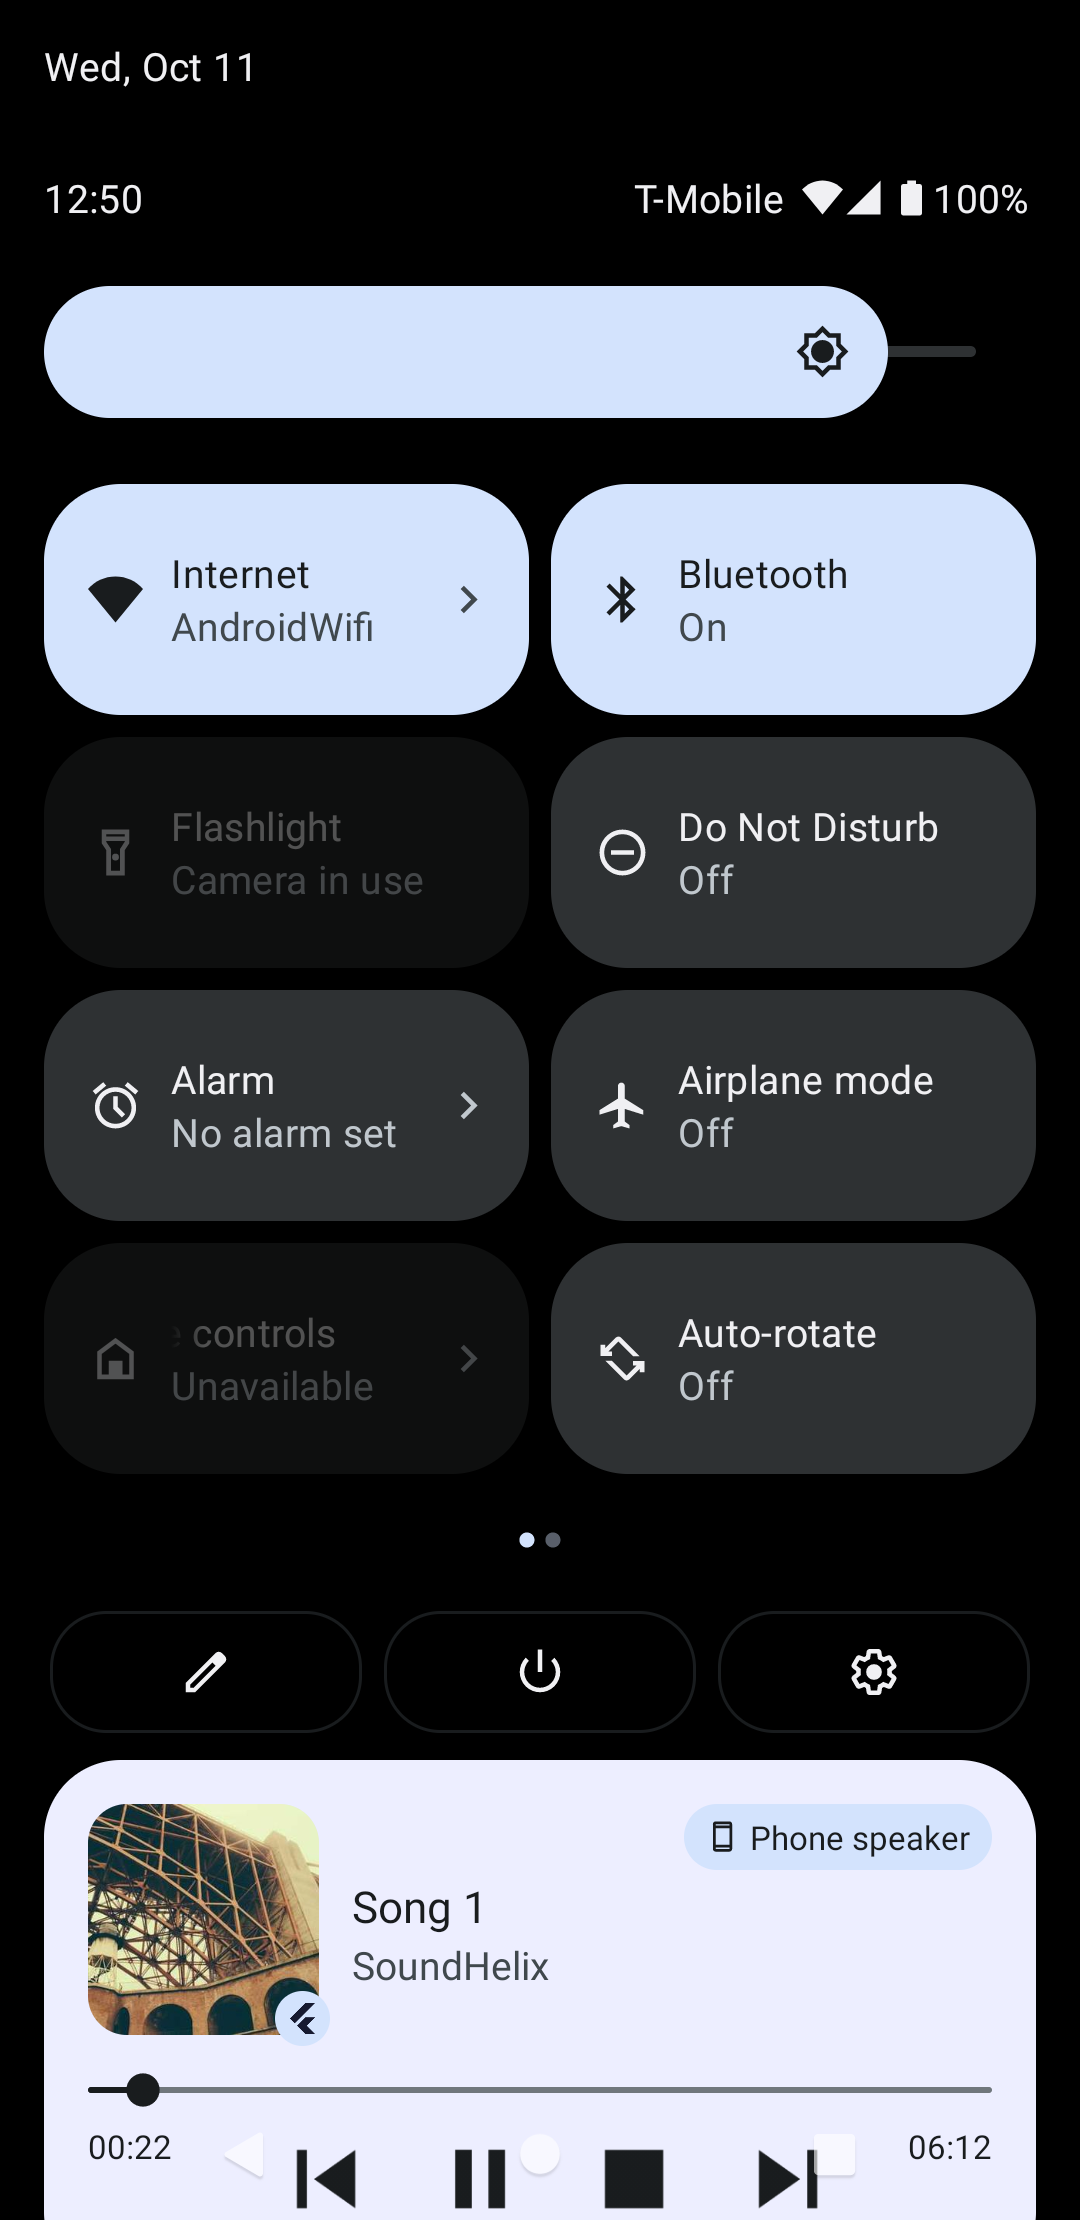 Wed, Oct 11
12:50
T-Mobile
100%
Internet
AndroidWifi
Bluetooth
On
Flashlight
Camera in use
Do Not Disturb
Off
Alarm
No alarm set
Airplane mode
Off
controls
Unavailable
Auto-rotate
Off
Phone speaker
Song 1
SoundHelix
00:22
06:12